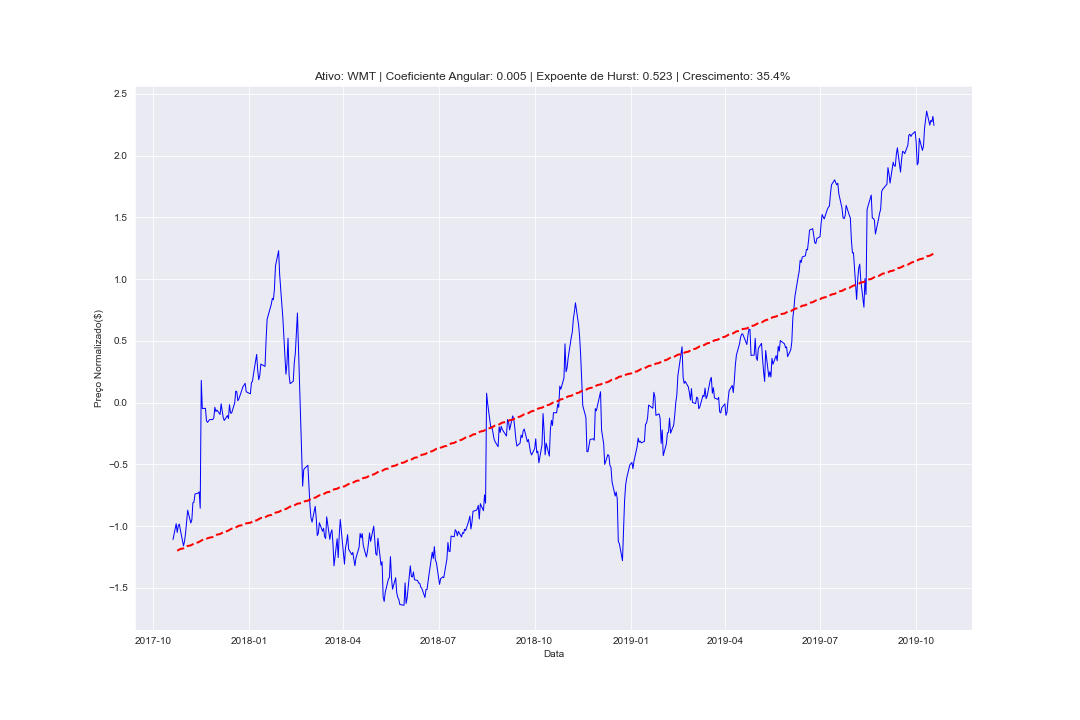 Ativo: WMT | Coeficiente Angular: 0.005 | Expoente de Hurst: 0.523 | Crescimento: 35.4%
2.5
2.0
1.5
1.0
0.5
0.0
−0.5
−1.0
−1.5
Preço Normalizado($)
2017-10 2018-01 2018-04 2018-07 2018-10 2019-01 2019-04 2019-07 2019-10
Data